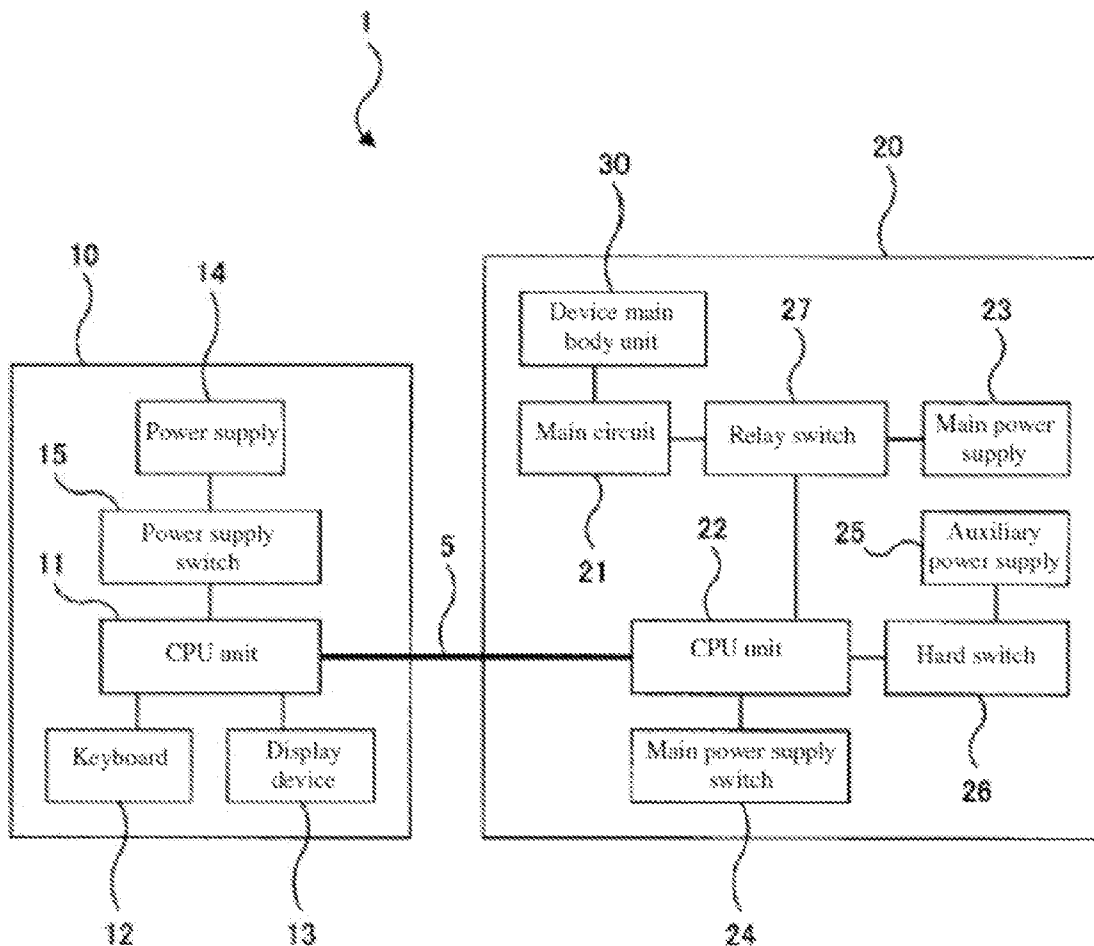 1
20
30
10
14
27
23
Device main
body unit
Power supply
Main circuit
Relay switch
Main power
supply
15
Power supply
switch
5
22
25
Auxiliary
power supply
11
21
CPU unit
CPU unit
Hard switch
Keyboard
Display
device
Main power supply
switch
26
12
13
24